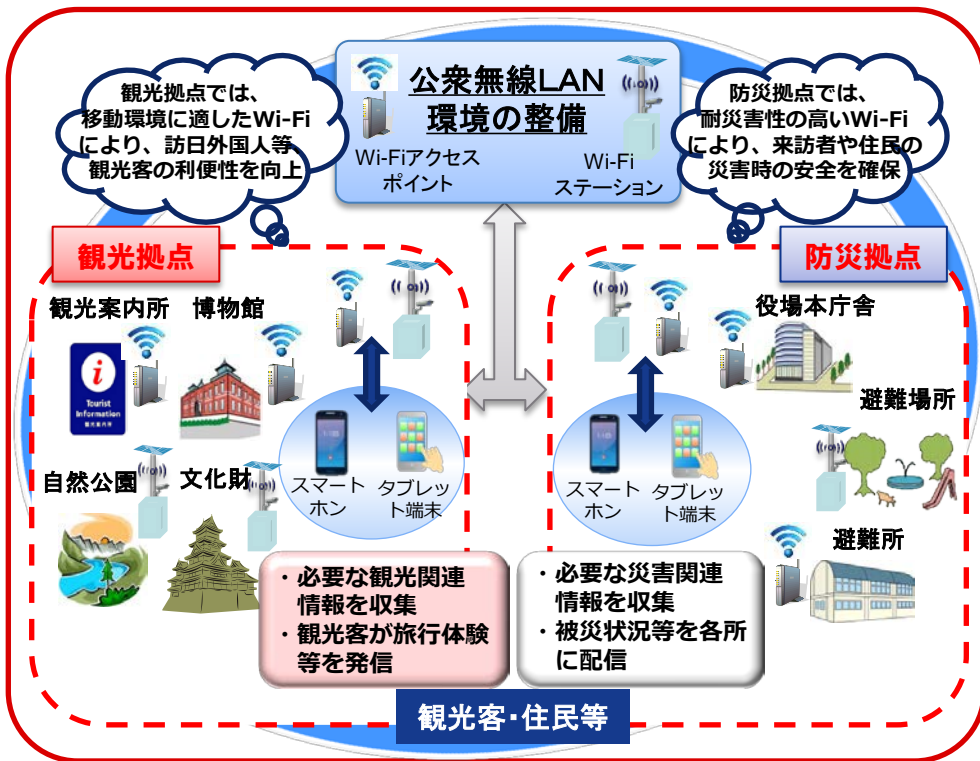 公衆無線LAN
環境の整備
Wi-Fiアクセス
ポイント
Wi-Fi
ステーション
観光拠点では、
移動環境に適したWi-Fi
により、訪日外国人等、
観光客の利便性を向上
防災拠点では、
耐災害性の高いWi-Fi
により、来訪者や住民の
災害時の安全を確保
観光拠点
観光案内所
博物館
i
Tourist
Information
観光案内所
自然公園
文化財
スマート
ホン
タブレッ
ト端末
・必要な観光関連
情報を収集
・観光客が旅行体験
等を発信
防災拠点
役場本庁舎
避難場所
避難所
スマート
ホン
タブレッ
ト端末
・必要な災害関連
情報を収集
・被災状況等を各所
に配信
観光客・住民等